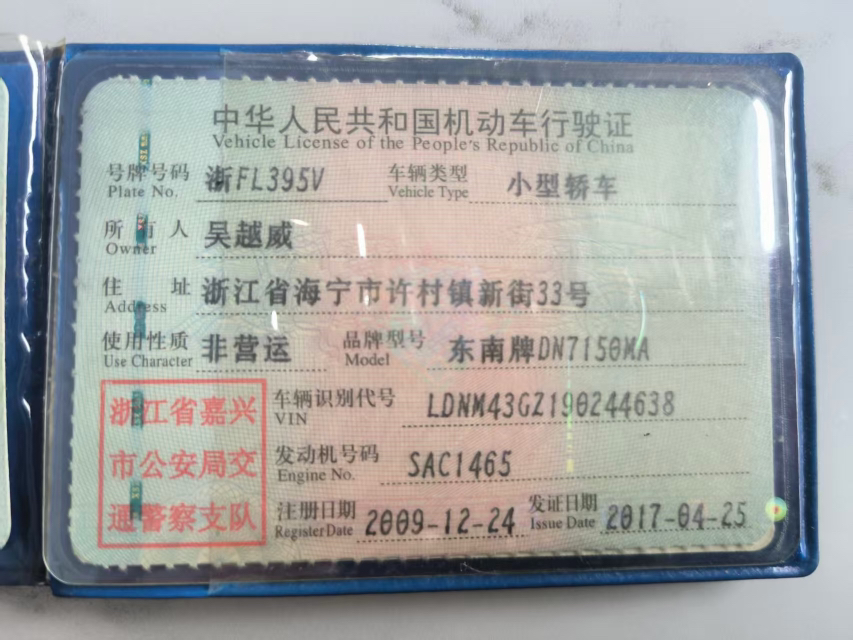 中华人民共和国机动车行驶证
Vehicle License of the People's Republic of China
号牌号码 浙FL395V 车辆类型 小型轿车
Plate No. Vehicle Type
所有人 吴越威
Owner
住址 浙江省海宁市许村镇新街33号
Address
使用性质 非营运 品牌型号 东南牌DN7150MA
Use Character Model
浙江省嘉兴
市公安局交
通警察支队
车辆识别代号 LDNM43GZ190244638
VIN
发动机号码 SAC1465
Engine No.
注册日期 2009-12-24 发证日期 2017-04-25
Register Date Issue Date